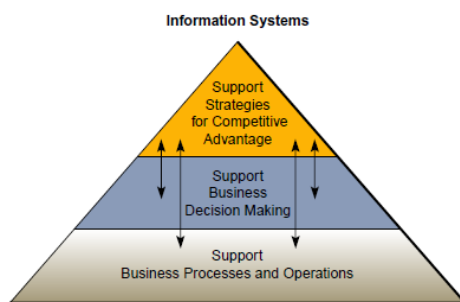 Information Systems
Support
Strategies
for Competitive
Advantage
Support
Business
Decision Making
Support
Business Processes and Operations